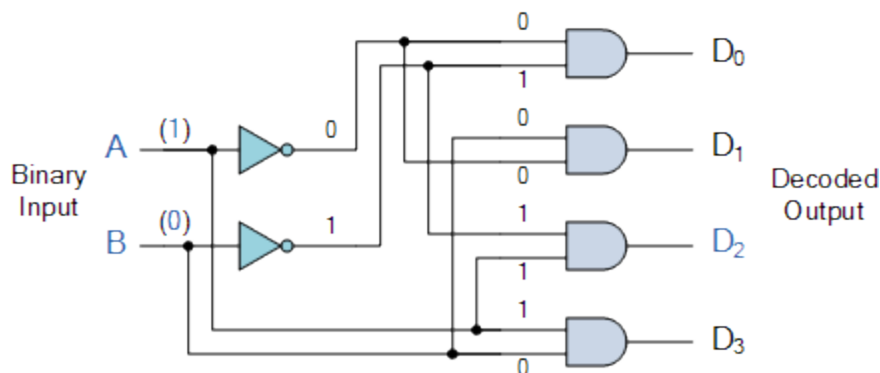 0
D0
1
(1)
A
0
0
D1
0
Binary
Input
Decoded
Output
(0)
B
1
1
D2
1
1
D3
0